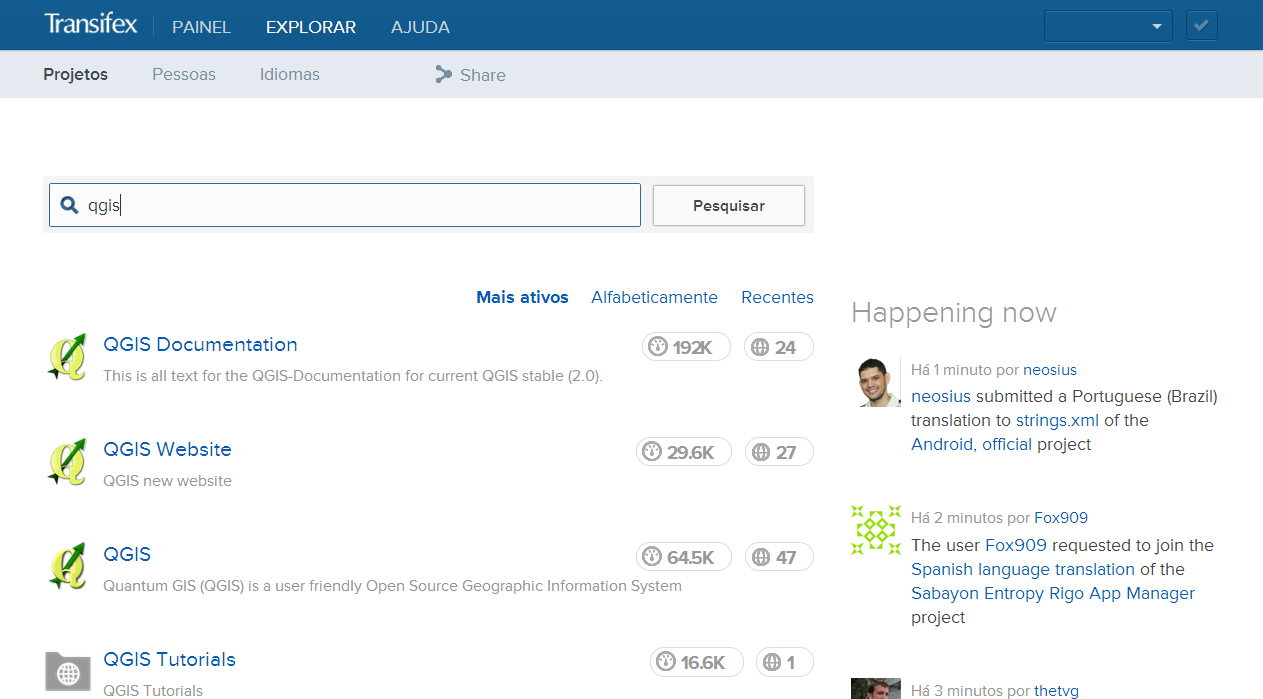 Transifex PAINEL EXPLORAR AJUDA
Projetos Pessoas Idiomas Share
qgis Pesquisar
Mais ativos Alfabeticamente Recentes
QGIS Documentation 192K 24
This is all text for the QGIS-Documentation for current QGIS stable (2.0).
QGIS Website 29.6K 27
QGIS new website
QGIS 64.5K 47
Quantum GIS (QGIS) is a user friendly Open Source Geographic Information System
QGIS Tutorials 16.6K 1
QGIS Tutorials
Happening now
Há 1 minuto por neosius
neosius submitted a Portuguese (Brazil)
translation to strings.xml of the
Android, official project
Há 2 minutos por Fox909
The user Fox909 requested to join the
Spanish language translation of the
Sabayon Entropy Rigo App Manager
project
Há 3 minutos por thetvg